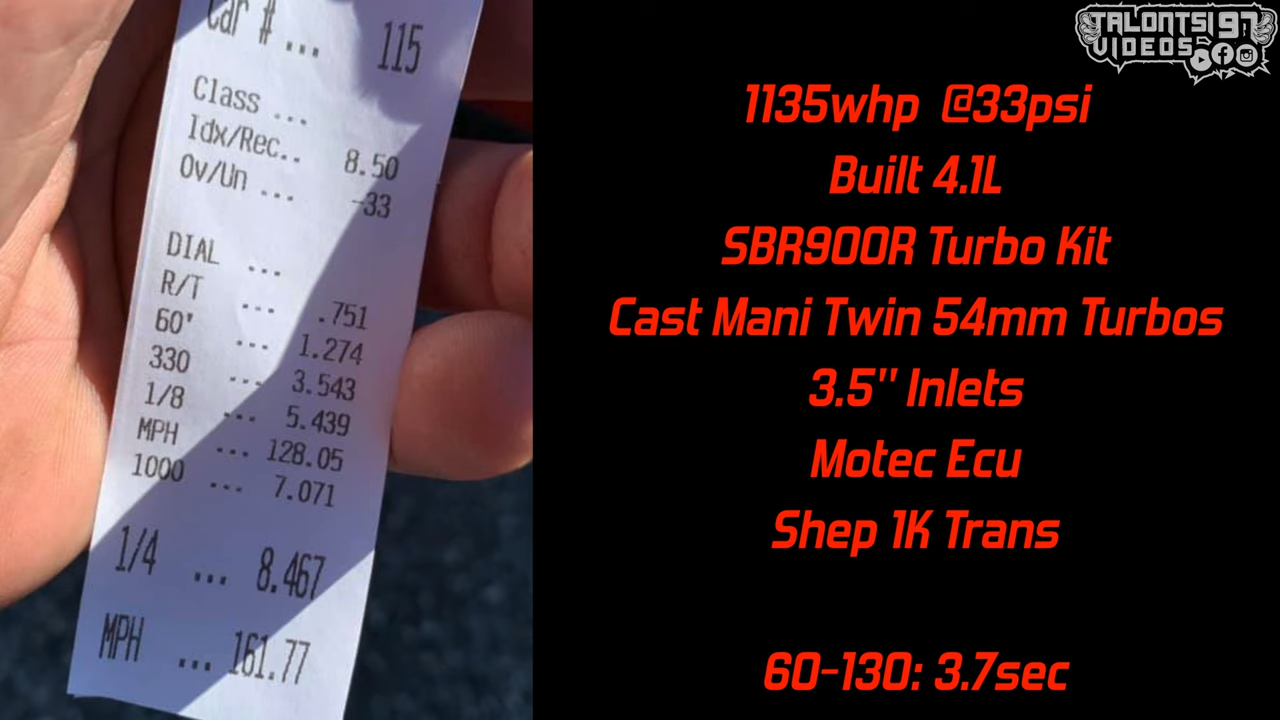 Car # ... 115
Class ...
Idx/Rec.. 8.50
Ov/Un ... -33
DIAL ...
R/T ... .751
60' ... 1.274
330 ... 3.543
1/8 ... 5.439
MPH ... 128.05
1000 ... 7.071
1/4 ... 8.467
MPH ... 161.77
TALONTSI97
VIDEOS
1135whp @33psi
Built 4.1L
SBR900R Turbo Kit
Cast Mani Twin 54mm Turbos
3.5" Inlets
Motec Ecu
Shep 1K Trans
60-130: 3.7sec